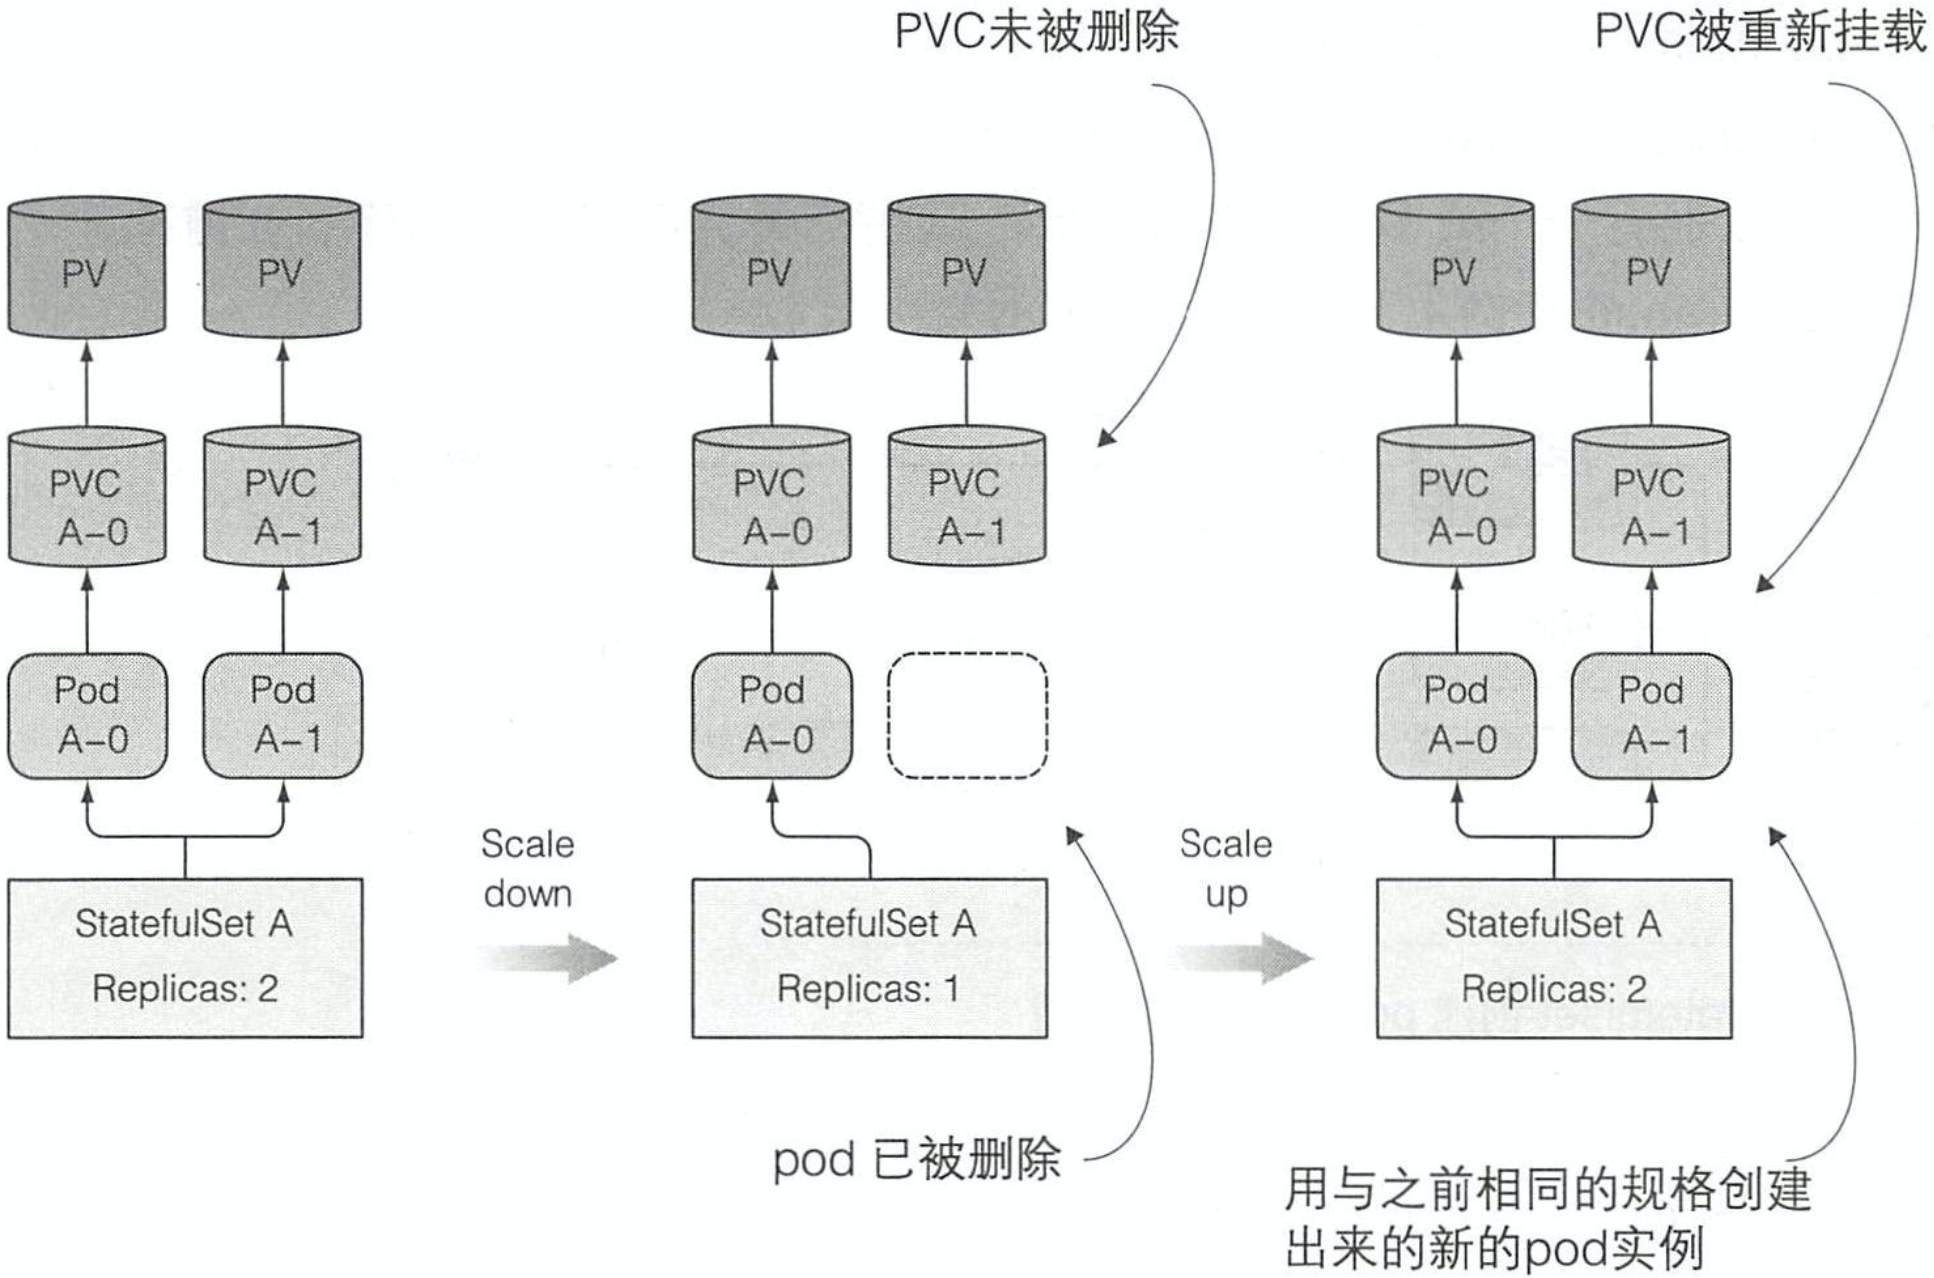 PVC未被删除
PVC被重新挂载
PV
PV
PV
PV
PV
PV
PVC
A-0
PVC
A-1
PVC
A-0
PVC
A-1
PVC
A-0
PVC
A-1
Pod
A-0
Pod
A-1
Pod
A-0
Pod
A-0
Pod
A-1
Scale
down
Scale
up
StatefulSet A
Replicas: 2
StatefulSet A
Replicas: 1
StatefulSet A
Replicas: 2
pod 已被删除
用与之前相同的规格创建
出来的新的pod实例